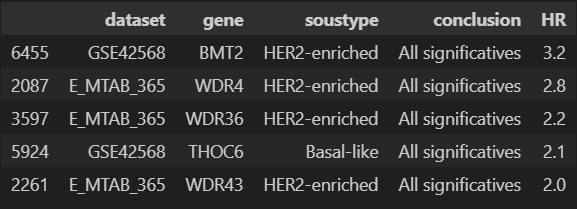 dataset gene soustype conclusion HR
6455 GSE42568 BMT2 HER2-enriched All significatives 3.2
2087 E_MTAB_365 WDR4 HER2-enriched All significatives 2.8
3597 E_MTAB_365 WDR36 HER2-enriched All significatives 2.2
5924 GSE42568 THOC6 Basal-like All significatives 2.1
2261 E_MTAB_365 WDR43 HER2-enriched All significatives 2.0